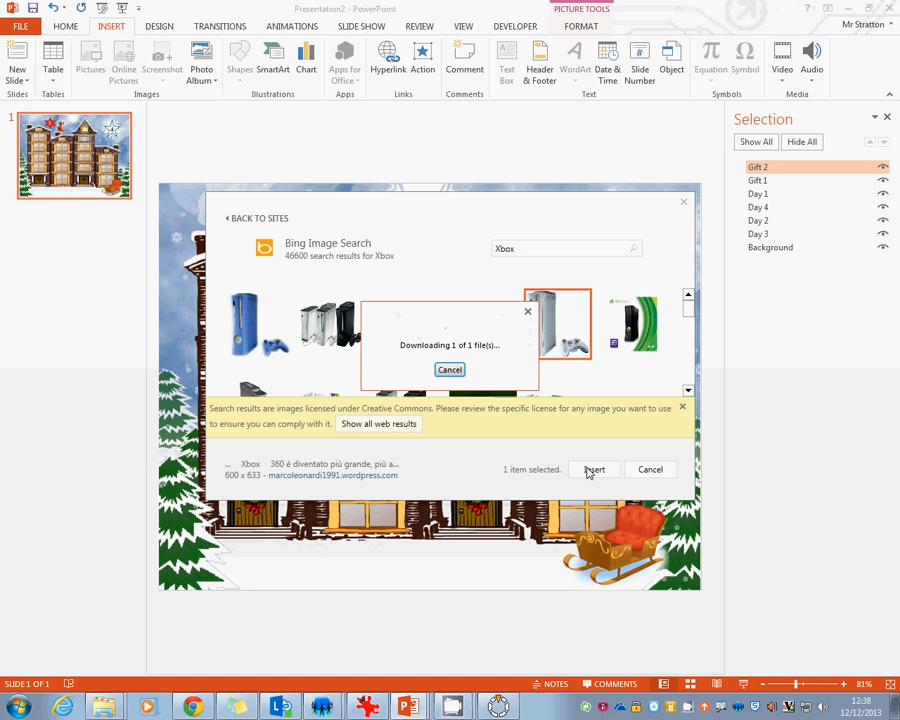 Presentation2 - PowerPoint
PICTURE TOOLS
FILE HOME INSERT DESIGN TRANSITIONS ANIMATIONS SLIDE SHOW REVIEW VIEW DEVELOPER FORMAT
Mr Stratton
New Slide Table Pictures Online Pictures Screenshot Photo Album Shapes SmartArt Chart Apps for Office Hyperlink Action Comment Text Box Header & Footer WordArt Date & Time Slide Number Object Equation Symbol Video Audio
Slides Tables Images Illustrations Apps Links Comments Text Symbols Media
1
Selection
Show All Hide All
Gift 2
Gift 1
Day 1
Day 4
Day 2
Day 3
Background
BACK TO SITES
Bing Image Search
46600 search results for Xbox
Xbox
Downloading 1 of 1 file(s)...
Cancel
Search results are images licensed under Creative Commons. Please review the specific license for any image you want to use
to ensure you can comply with it. Show all web results
... Xbox 360 è diventato più grande, più a...
600 x 633 - marcoleonardi1991.wordpress.com
1 item selected. Insert Cancel
SLIDE 1 OF 1
NOTES COMMENTS 81%
12:38
12/12/2013